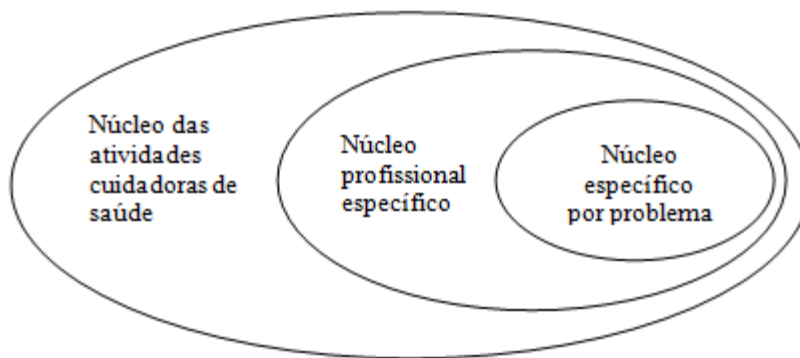 Núcleo das
atividades
cuidadoras de
saúde
Núcleo
profissional
específico
Núcleo
específico
por problema